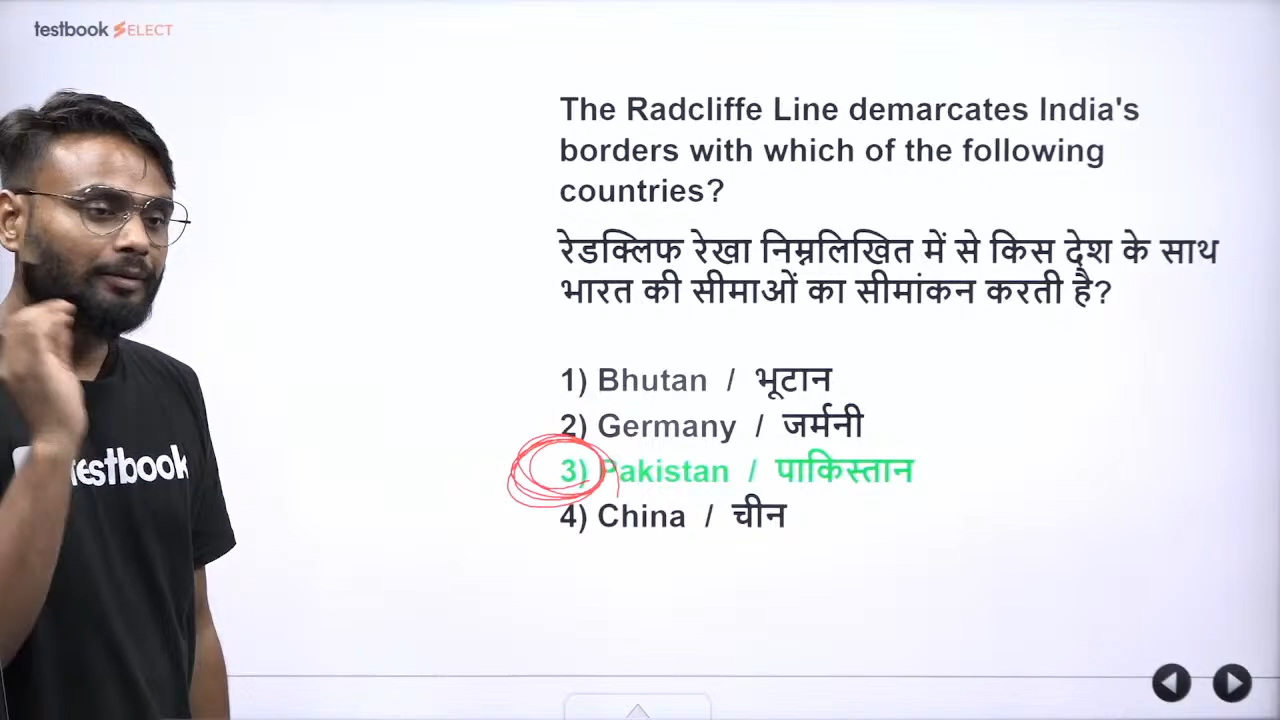 testbook SELECT
The Radcliffe Line demarcates India's
borders with which of the following
countries?
रेडक्लिफ रेखा निम्नलिखित में से किस देश के साथ
भारत की सीमाओं का सीमांकन करती है?
1) Bhutan / भूटान
2) Germany / जर्मनी
3) Pakistan / पाकिस्तान
4) China / चीन
testbook